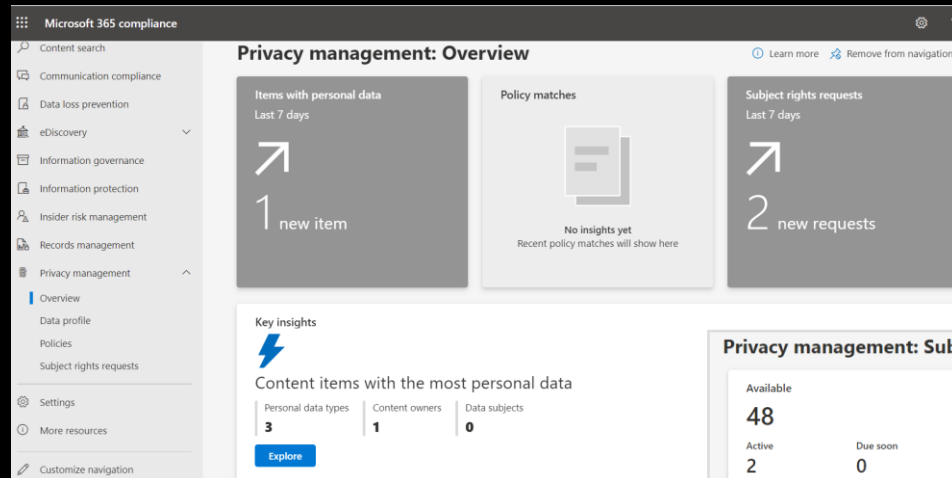 Microsoft 365 compliance
Content search
Communication compliance
Data loss prevention
eDiscovery
Information governance
Information protection
Insider risk management
Records management
Privacy management
Overview
Data profile
Policies
Subject rights requests
Settings
More resources
Customize navigation
Privacy management: Overview
Learn more
Remove from navigation
Items with personal data
Last 7 days
1 new item
Policy matches
No insights yet
Recent policy matches will show here
Subject rights requests
Last 7 days
2 new requests
Key insights
Content items with the most personal data
Personal data types
3
Content owners
1
Data subjects
0
Explore
Privacy management:
Available
48
Active
2
Due soon
0